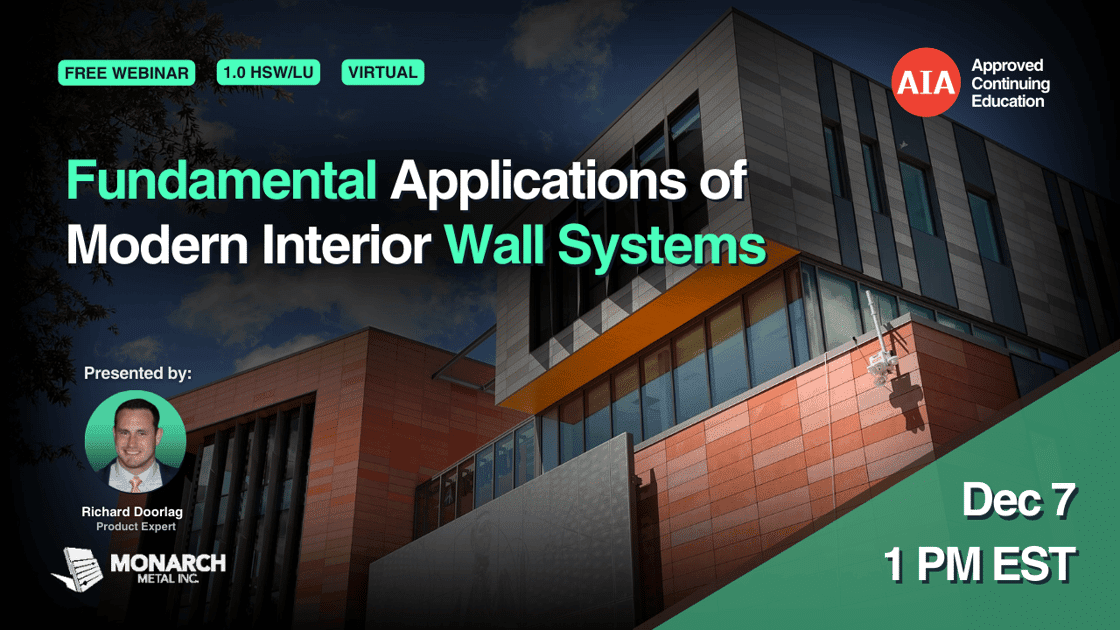 FREE WEBINAR
1.0 HSW/LU
VIRTUAL
AIA
Approved
Continuing
Education
Fundamental Applications of
Modern Interior Wall Systems
Presented by:
Richard Doorlag
Product Expert
MONARCH
METAL INC.
Dec 7
1 PM EST